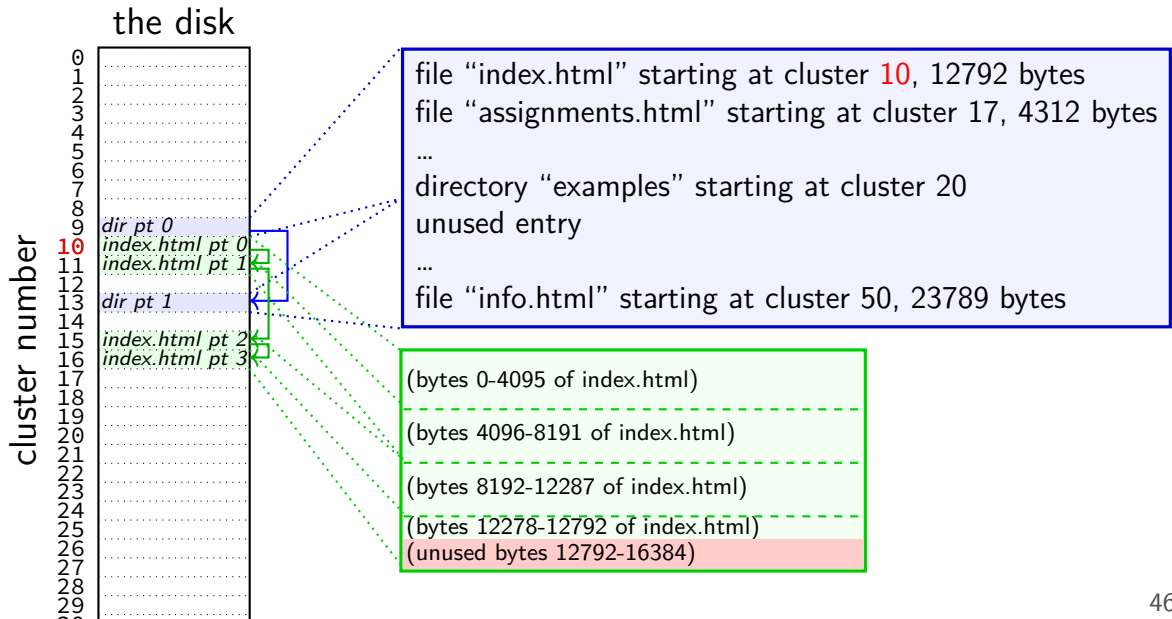 the disk
cluster number
0
1
2
3
4
5
6
7
8
9
10
11
12
13
14
15
16
17
18
19
20
21
22
23
24
25
26
27
28
29
dir pt 0
index.html pt 0
index.html pt 1
dir pt 1
index.html pt 2
index.html pt 3
file “index.html” starting at cluster 10, 12792 bytes
file “assignments.html” starting at cluster 17, 4312 bytes
…
directory “examples” starting at cluster 20
unused entry
…
file “info.html” starting at cluster 50, 23789 bytes
(bytes 0-4095 of index.html)
(bytes 4096-8191 of index.html)
(bytes 8192-12287 of index.html)
(bytes 12278-12792 of index.html)
(unused bytes 12792-16384)
46